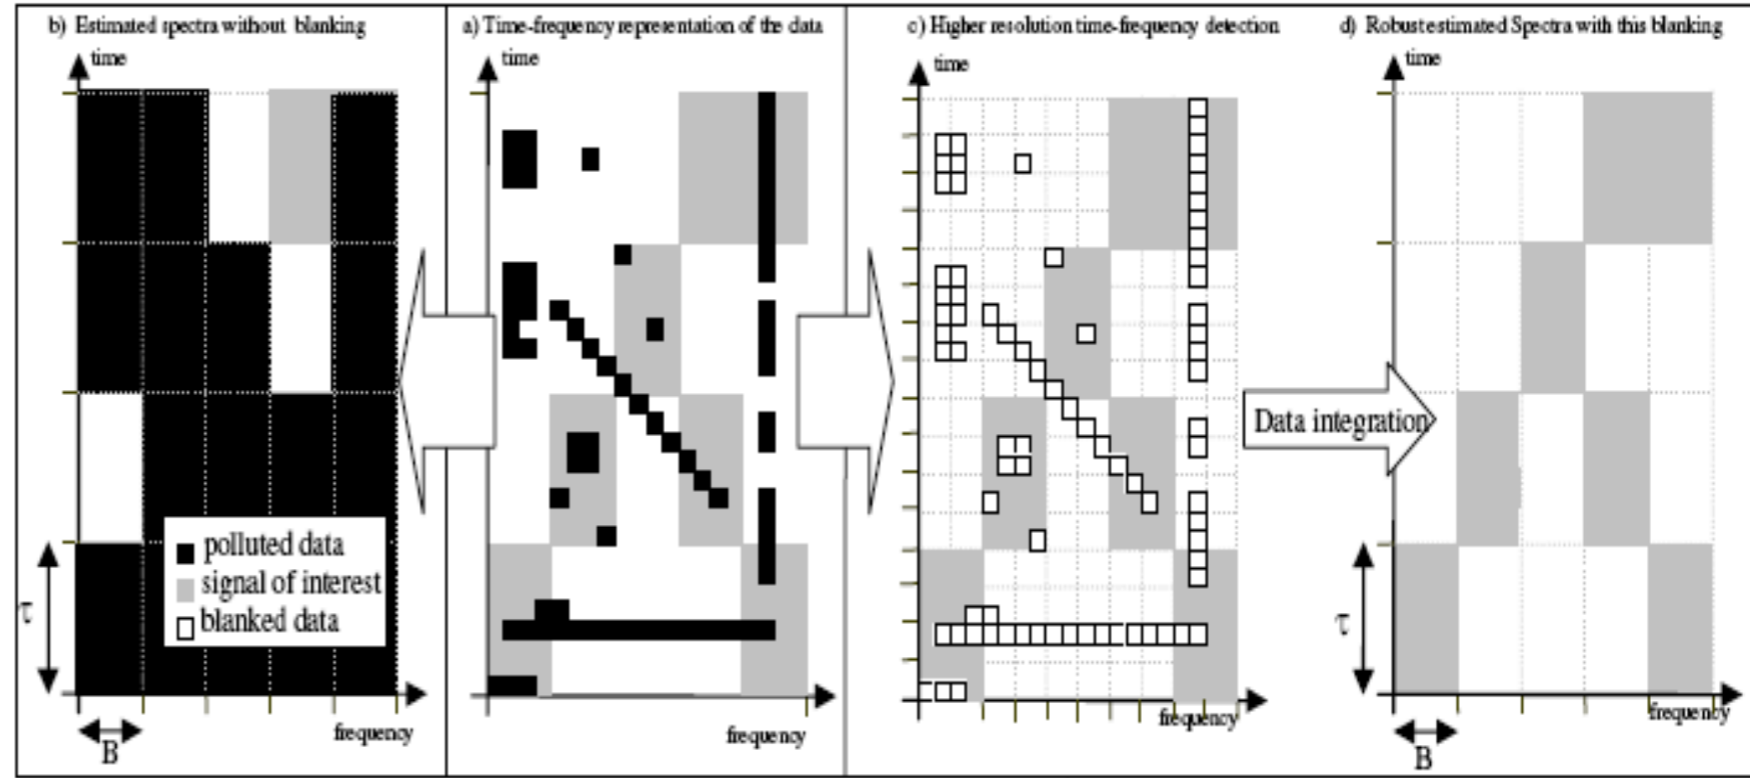 b) Estimated spectra without blanking
a) Time-frequency representation of the data
c) Higher resolution time-frequency detection
d) Robust estimated Spectra with this blanking
time
time
time
time
Data integration
polluted data
signal of interest
blanked data
τ
τ
frequency
frequency
frequency
frequency
B
B